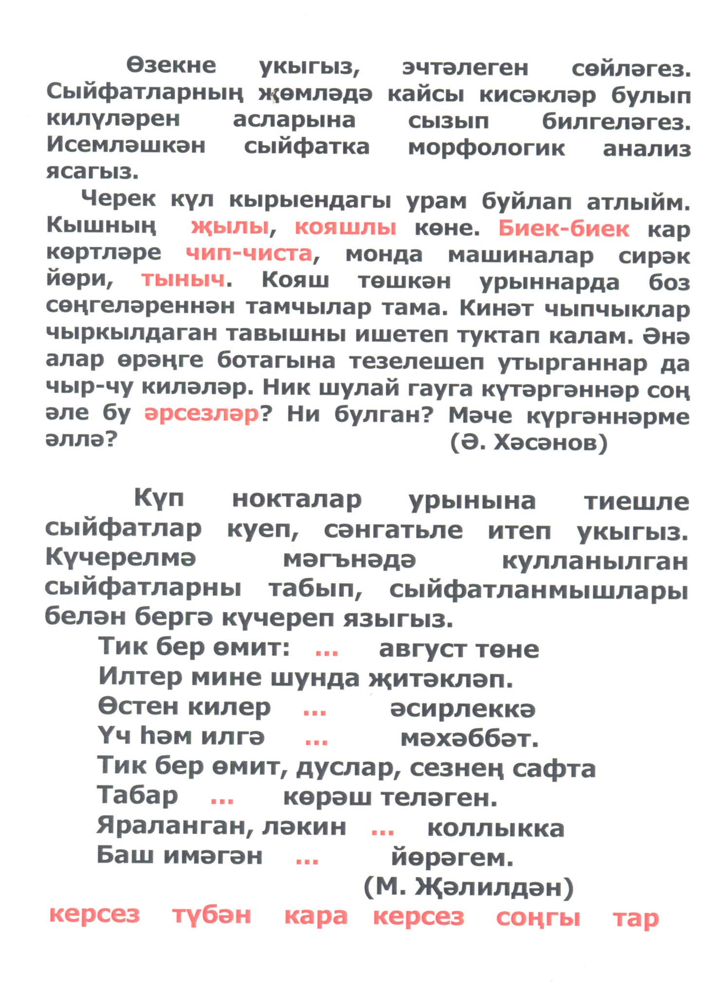 Өзекне укыгыз, эчтәлеген сөйләгез.
Сыйфатларның җөмләдә кайсы кисәкләр булып
килүләрен асларына сызып билгеләгез.
Исемләшкән сыйфатка морфологик анализ
ясагыз.
Черек күл кырыендагы урам буйлап атлыйм.
Кышның җылы, кояшлы көне. Биек-биек кар
көртләре чип-чиста, монда машиналар сирәк
йөри, тыныч. Кояш төшкән урыннарда боз
сөңгеләреннән тамчылар тама. Кинәт чыпчыклар
чыркылдаган тавышны ишетеп туктап калам. Әнә
алар өрәңге ботагына тезелешеп утырганнар да
чыр-чу киләләр. Ник шулай гауга күтәргәннәр соң
әле бу әрсезләр? Ни булган? Мәче күргәннәрме
әллә? (Ә. Хәсәнов)
Күп нокталар урынына тиешле
сыйфатлар куеп, сәнгатьле итеп укыгыз.
Күчерелмә мәгънәдә кулланылган
сыйфатларны табып, сыйфатланмышлары
белән бергә күчереп языгыз.
Тик бер өмит: ... август төне
Илтер мине шунда җитәкләп.
Өстен килер ... әсирлеккә
Үч һәм илгә ... мәхәббәт.
Тик бер өмит, дуслар, сезнең сафта
Табар ... көрәш теләген.
Яраланган, ләкин ... коллыкка
Баш имәгән ... йөрәгем.
(М. Җәлилдән)
керсез түбән кара керсез соңгы тар